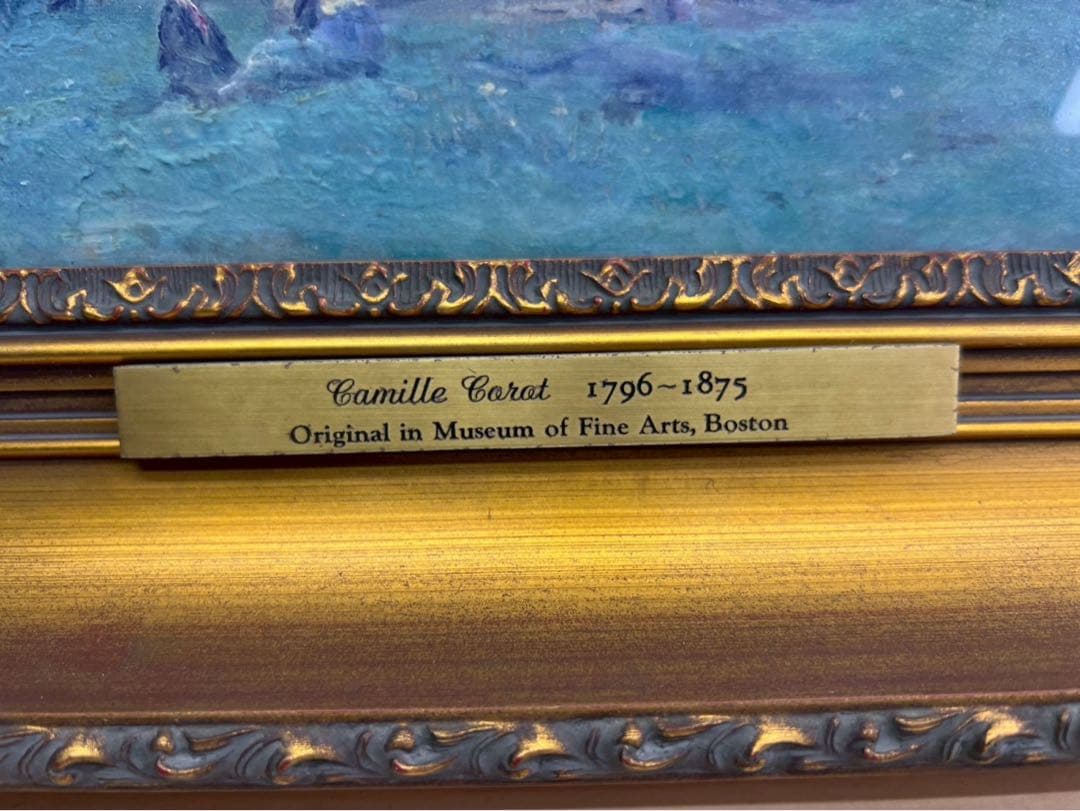 Camille Corot 1796~1875
Original in Museum of Fine Arts, Boston